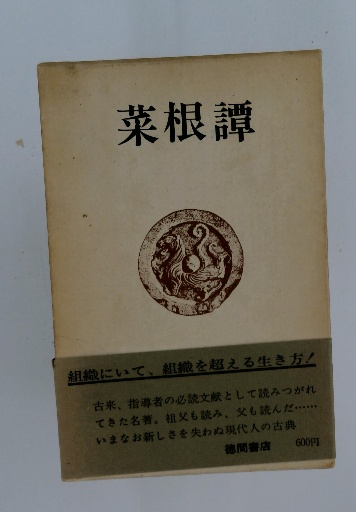 菜根譚
組織にいて、組織を超える生き方!
古来、指導者の必読文献として読みつがれ
てきた名著。祖父も読み、父も読んだ……
いまなお新しさを失わぬ現代人の古典
徳間書店 600円